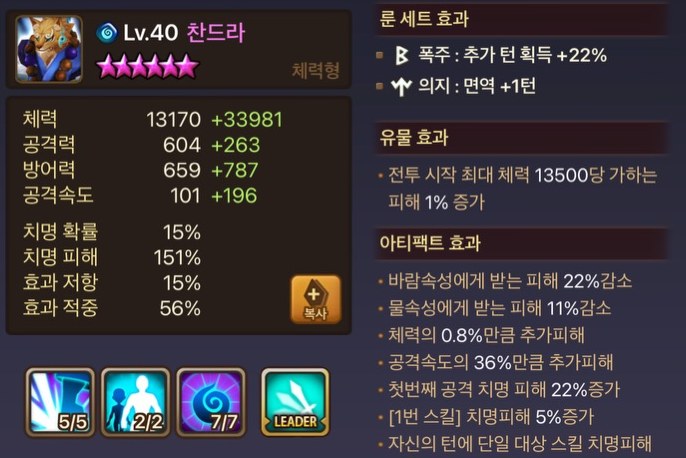 Lv.40 찬드라
체력형
체력 13170 +33981
공격력 604 +263
방어력 659 +787
공격속도 101 +196
치명 확률 15%
치명 피해 151%
효과 저항 15%
효과 적중 56%
복사
5/5 2/2 7/7 LEADER
룬 세트 효과
폭주 : 추가 턴 획득 +22%
의지 : 면역 +1턴
유물 효과
• 전투 시작 최대 체력 13500당 가하는
피해 1% 증가
아티팩트 효과
• 바람속성에게 받는 피해 22%감소
• 물속성에게 받는 피해 11%감소
• 체력의 0.8%만큼 추가피해
• 공격속도의 36%만큼 추가피해
• 첫번째 공격 치명 피해 22%증가
• [1번 스킬] 치명피해 5%증가
• 자신의 턴에 단일 대상 스킬 치명피해